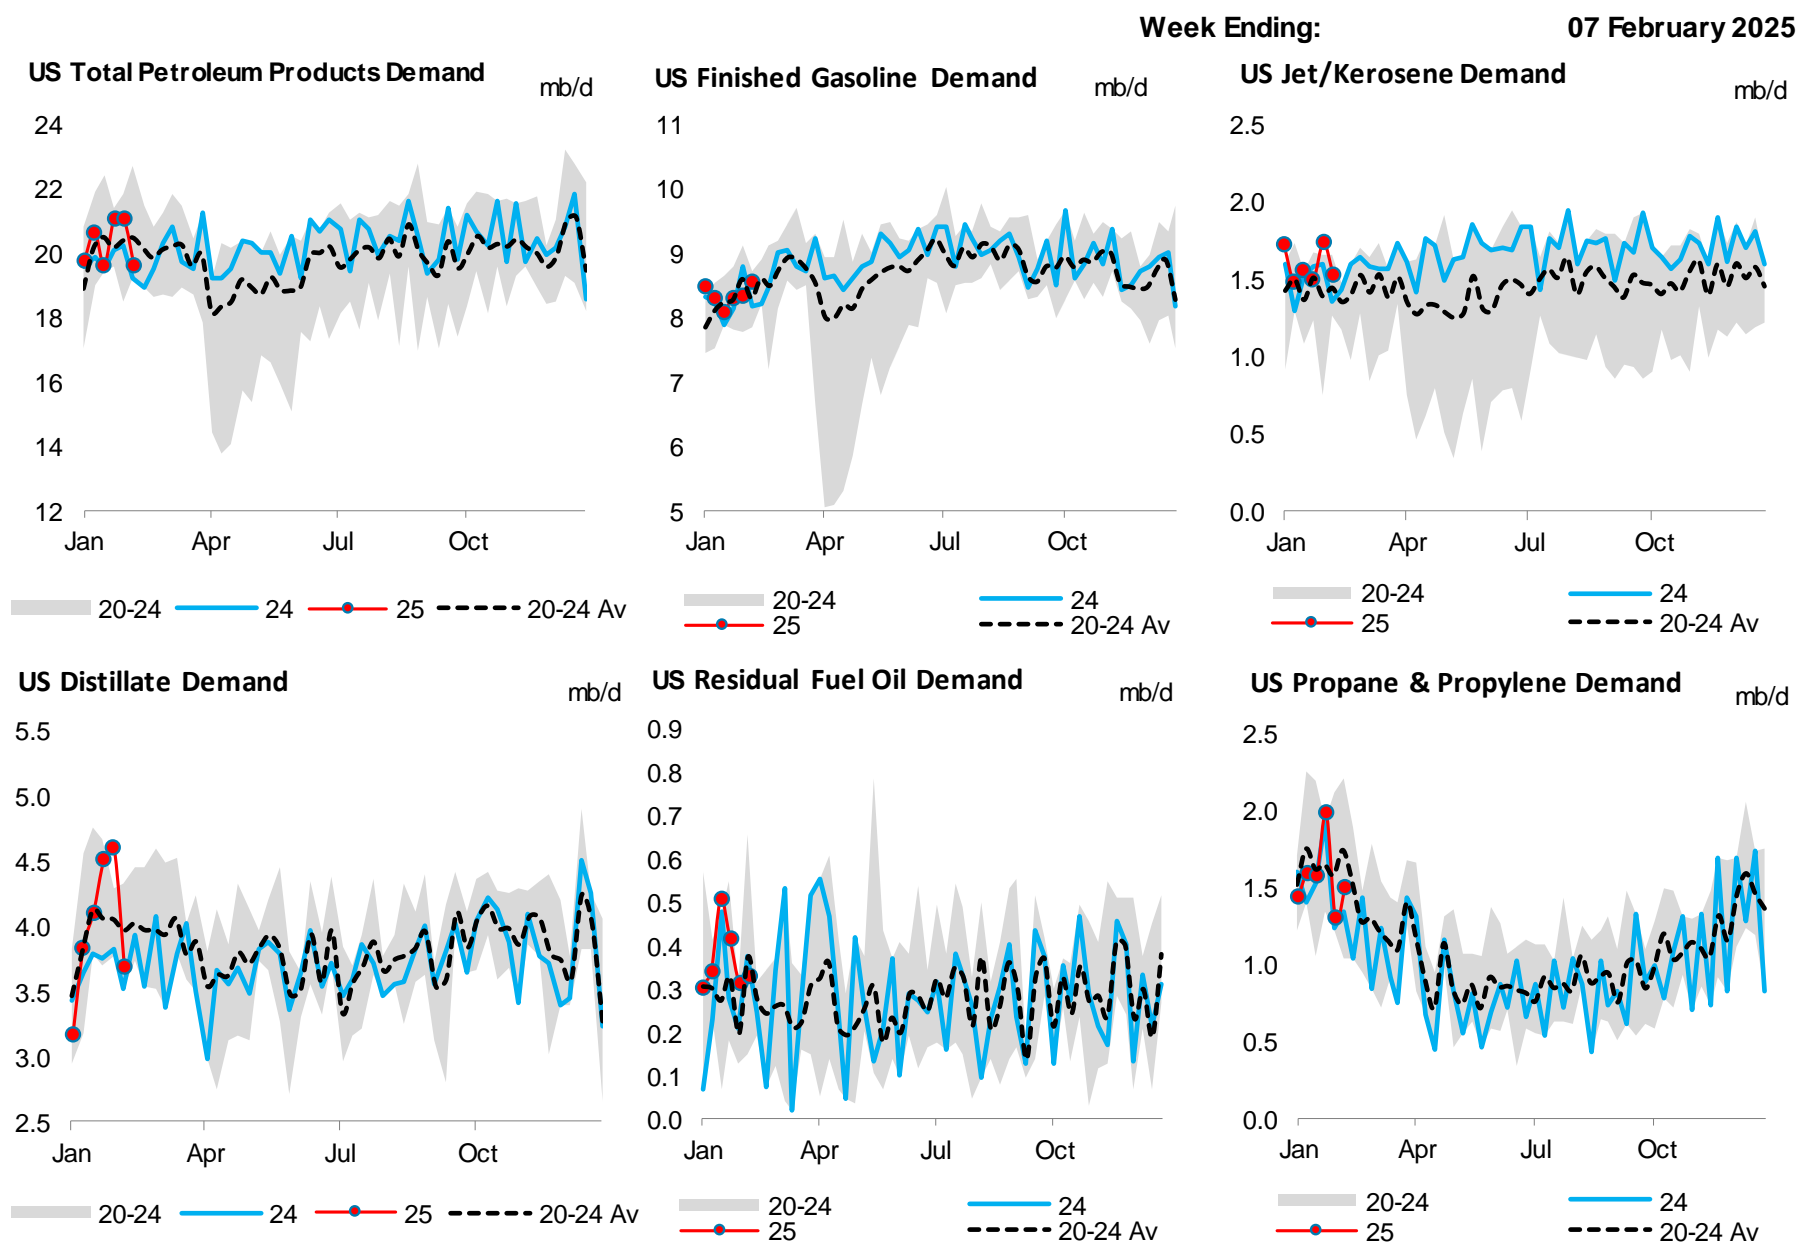 Week Ending: 07 February 2025
US Total Petroleum Products Demand
mb/d
24
22
20
18
16
14
12
Jan Apr Jul Oct
20-24 24 25 20-24 Av
US Finished Gasoline Demand
mb/d
11
10
9
8
7
6
5
Jan Apr Jul Oct
20-24 24
25 20-24 Av
US Jet/Kerosene Demand
mb/d
2.5
2.0
1.5
1.0
0.5
0.0
Jan Apr Jul Oct
20-24 24
25 20-24 Av
US Distillate Demand
mb/d
5.5
5.0
4.5
4.0
3.5
3.0
2.5
Jan Apr Jul Oct
20-24 24 25 20-24 Av
US Residual Fuel Oil Demand
mb/d
0.9
0.8
0.7
0.6
0.5
0.4
0.3
0.2
0.1
0.0
Jan Apr Jul Oct
20-24 24
25 20-24 Av
US Propane & Propylene Demand
mb/d
2.5
2.0
1.5
1.0
0.5
0.0
Jan Apr Jul Oct
20-24 24
25 20-24 Av